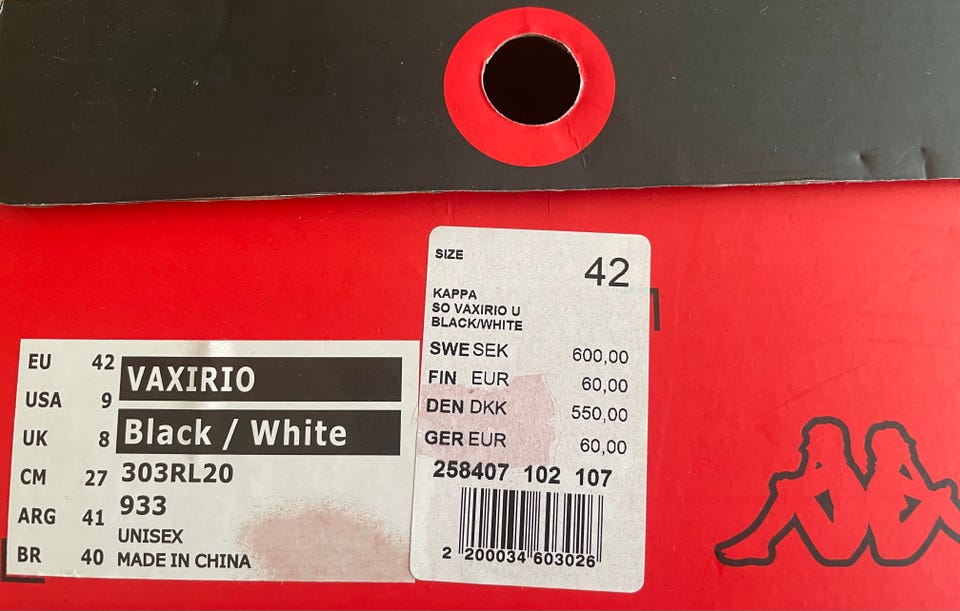 SIZE 42
KAPPA
SO VAXIRIO U
BLACK/WHITE
SWE SEK 600,00
FIN EUR 60,00
DEN DKK 550,00
GER EUR 60,00
258407 102 107
2 200034 603026
EU 42
USA 9
UK 8
CM 27
ARG 41
BR 40
VAXIRIO
Black / White
303RL20
933
UNISEX
MADE IN CHINA